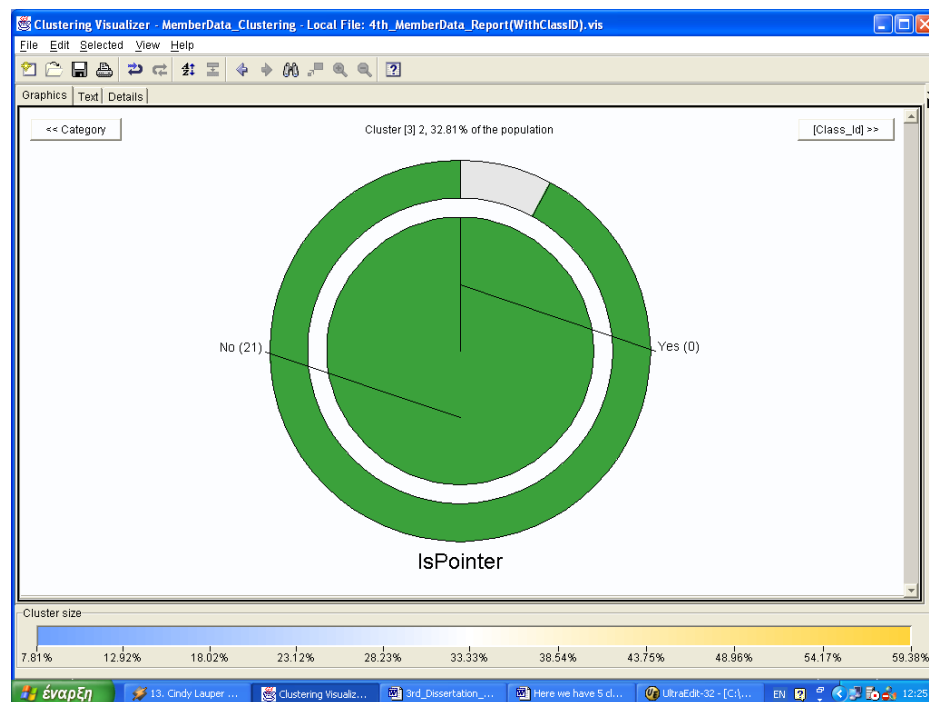 Clustering Visualizer - MemberData_Clustering - Local File: 4th_MemberData_Report(WithClassID).vis
File Edit Selected View Help
Graphics Text Details
<< Category
Cluster [3] 2, 32.81% of the population
[Class_Id] >>
No (21)
Yes (0)
IsPointer
Cluster size
7.81% 12.92% 18.02% 23.12% 28.23% 33.33% 38.54% 43.75% 48.96% 54.17% 59.38%
έναρξη 13. Cindy Lauper ... Clustering Visualiz... 3rd_Dissertation_... Here we have 5 cl... UltraEdit-32 - [C:\... EN 12:25